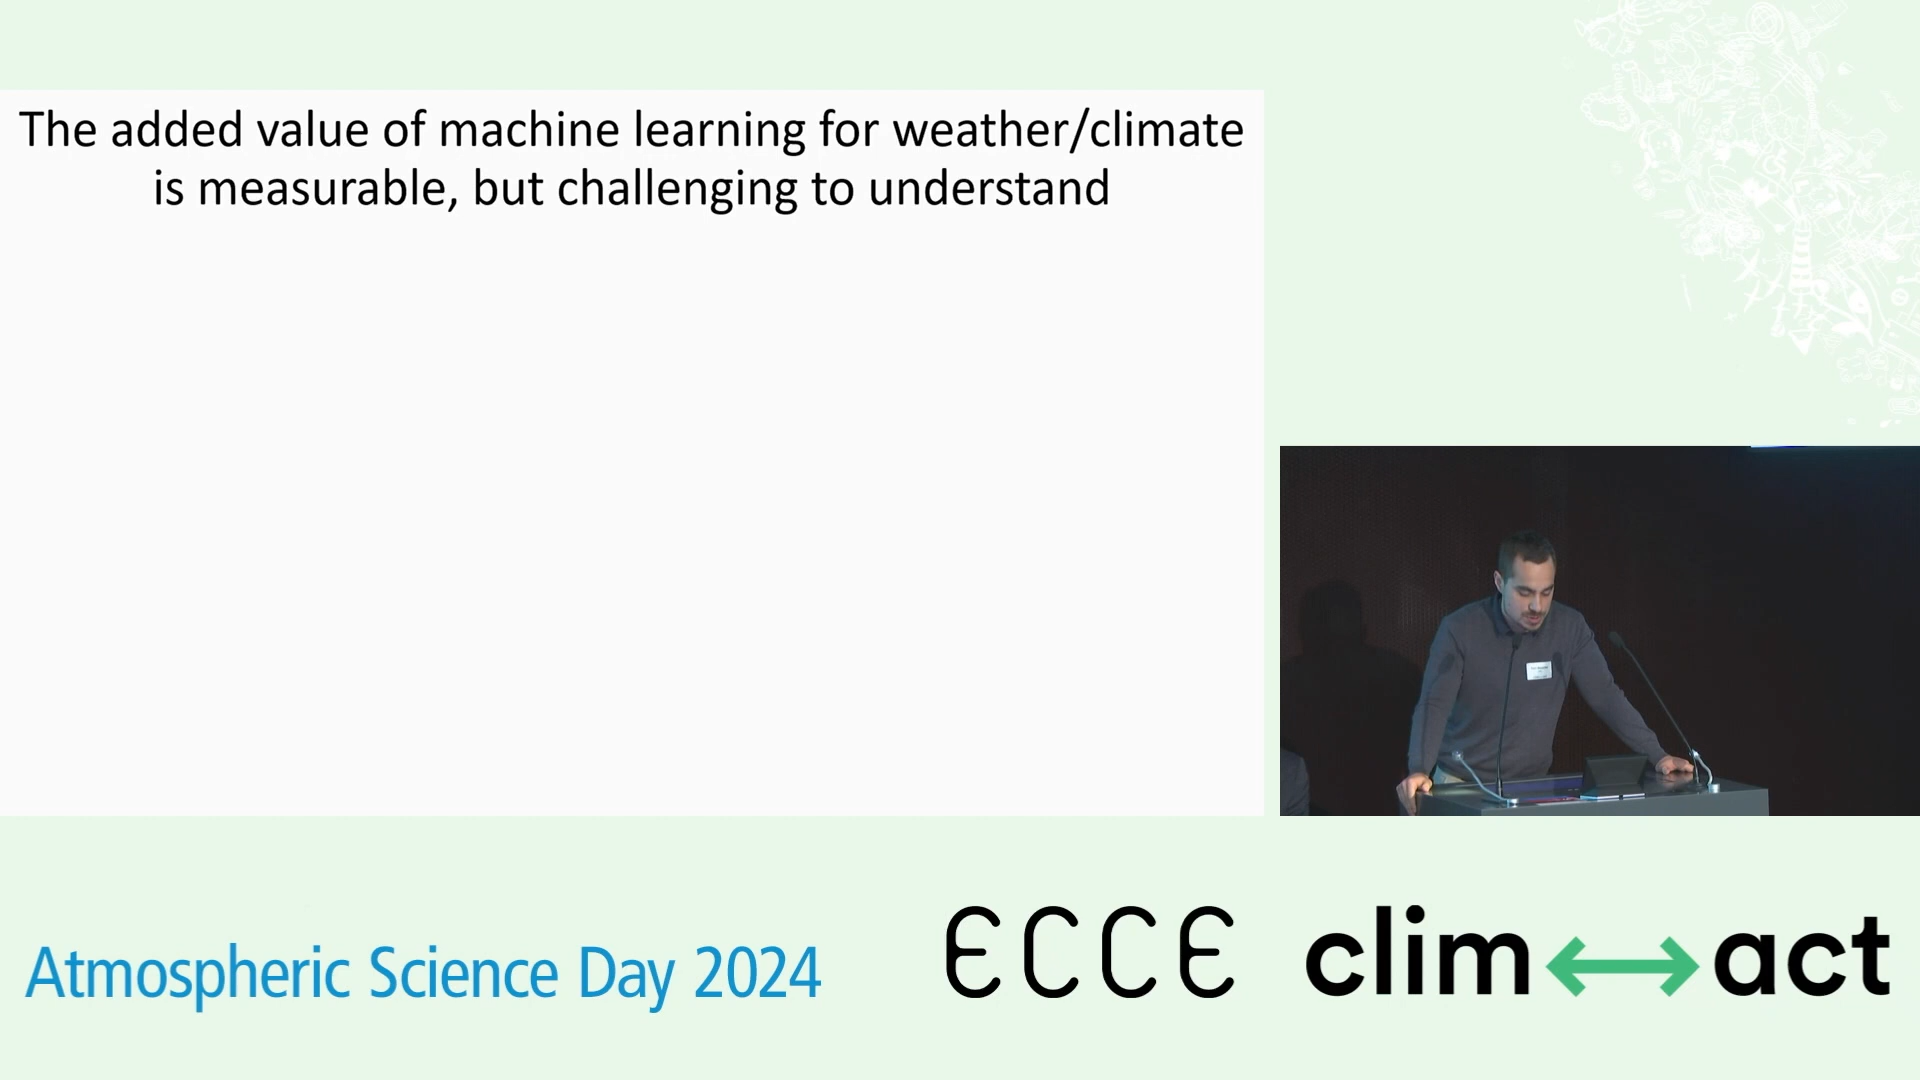 The added value of machine learning for weather/climate
is measurable, but challenging to understand
Atmospheric Science Day 2024
ECCE
clim act